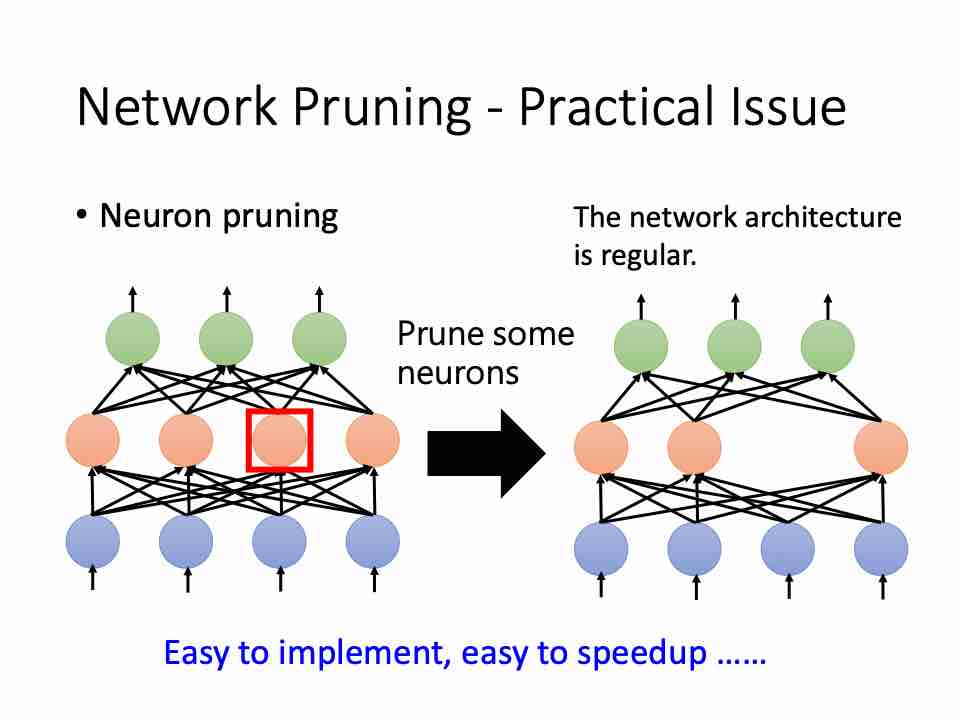 Network Pruning - Practical Issue
• Neuron pruning
The network architecture
is regular.
Prune some
neurons
Easy to implement, easy to speedup ……